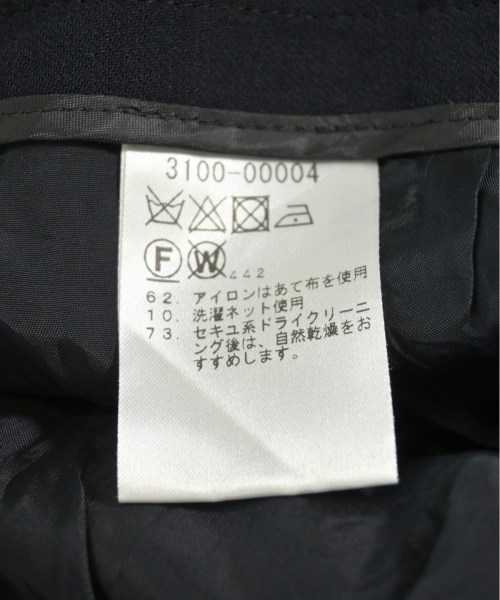 3100-00004
F W 442
62. アイロンはあて布を使用
10. 洗濯ネット使用
73. セキユ系ドライクリーニ
ング後は、自然乾燥をお
すすめします。